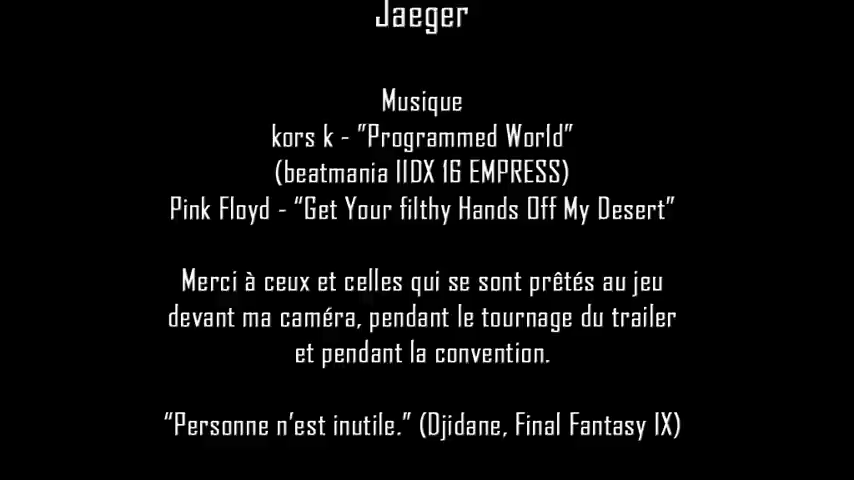 Jaeger
Musique
kors k - "Programmed World"
(beatmania IIDX 16 EMPRESS)
Pink Floyd - "Get Your filthy Hands Off My Desert"
Merci à ceux et celles qui se sont prêtés au jeu
devant ma caméra, pendant le tournage du trailer
et pendant la convention.
"Personne n'est inutile." (Djidane, Final Fantasy IX)